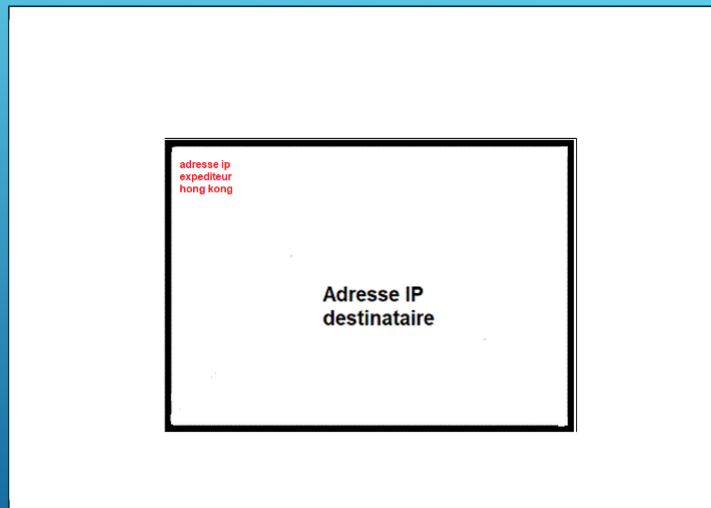 adresse ip
expediteur
hong kong
Adresse IP
destinataire